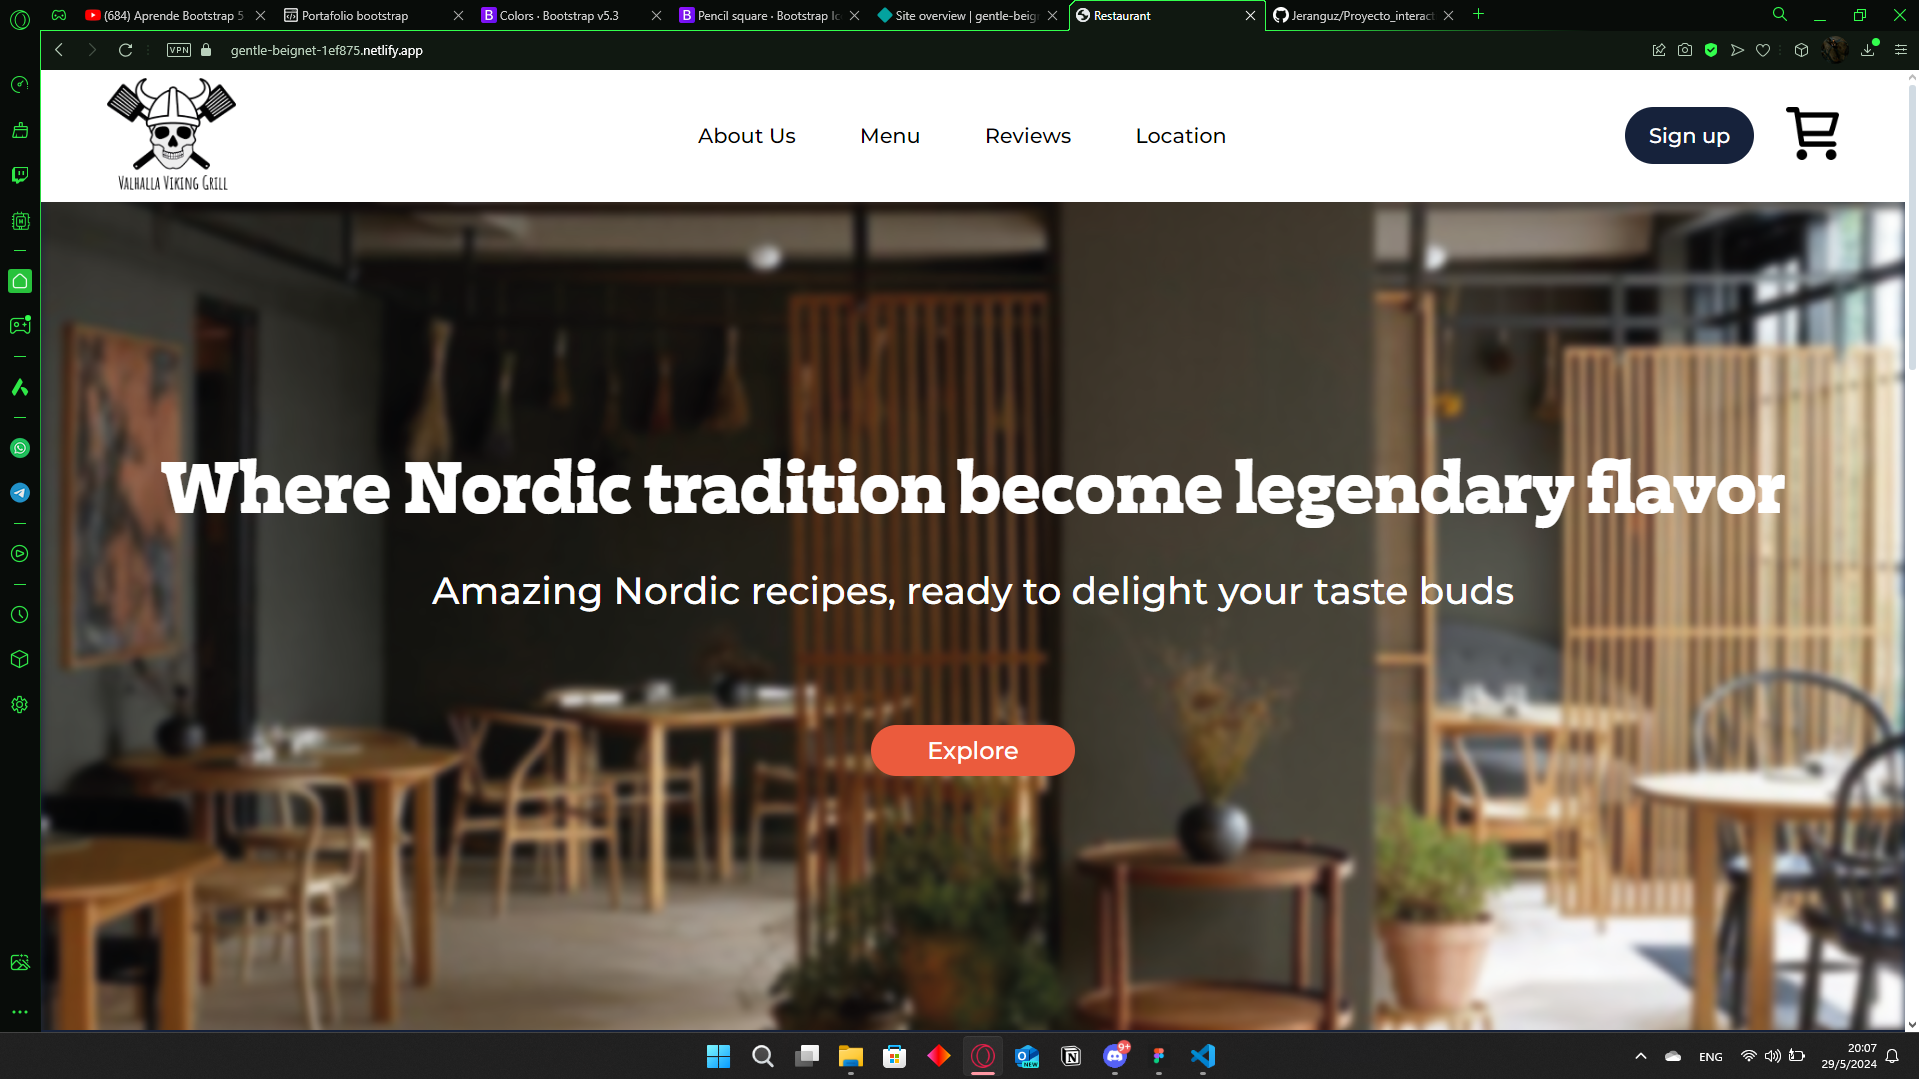 (684) Aprende Bootstrap 5
Portafolio bootstrap
Colors · Bootstrap v5.3
Pencil square · Bootstrap Ic
Site overview | gentle-beig
Restaurant
Jeranguz/Proyecto_interact
VPN
gentle-beignet-1ef875.netlify.app
VALHALLA VIKING GRILL
About Us
Menu
Reviews
Location
Sign up
Where Nordic tradition become legendary flavor
Amazing Nordic recipes, ready to delight your taste buds
Explore
9+
NEW
ENG
20:07
29/5/2024